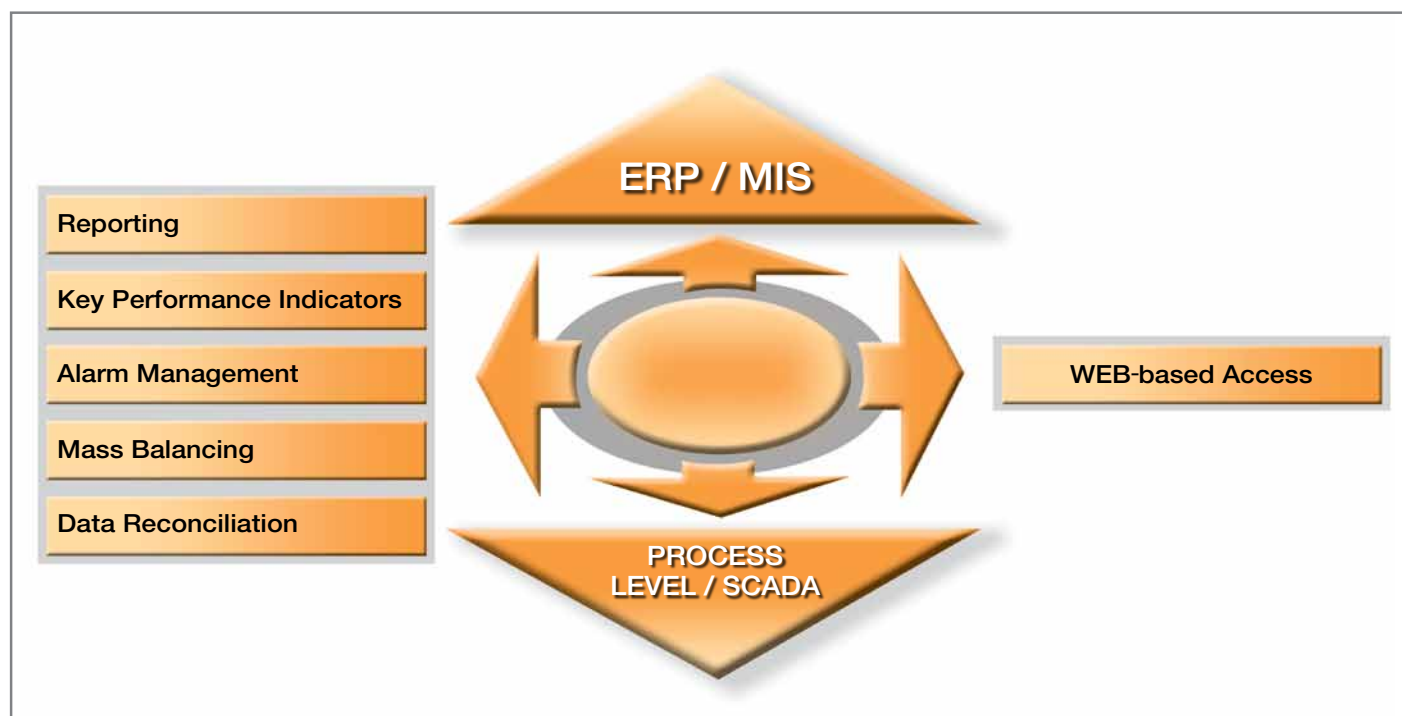 ERP / MIS
Reporting
Key Performance Indicators
Alarm Management
Mass Balancing
Data Reconciliation
WEB-based Access
PROCESS
LEVEL / SCADA